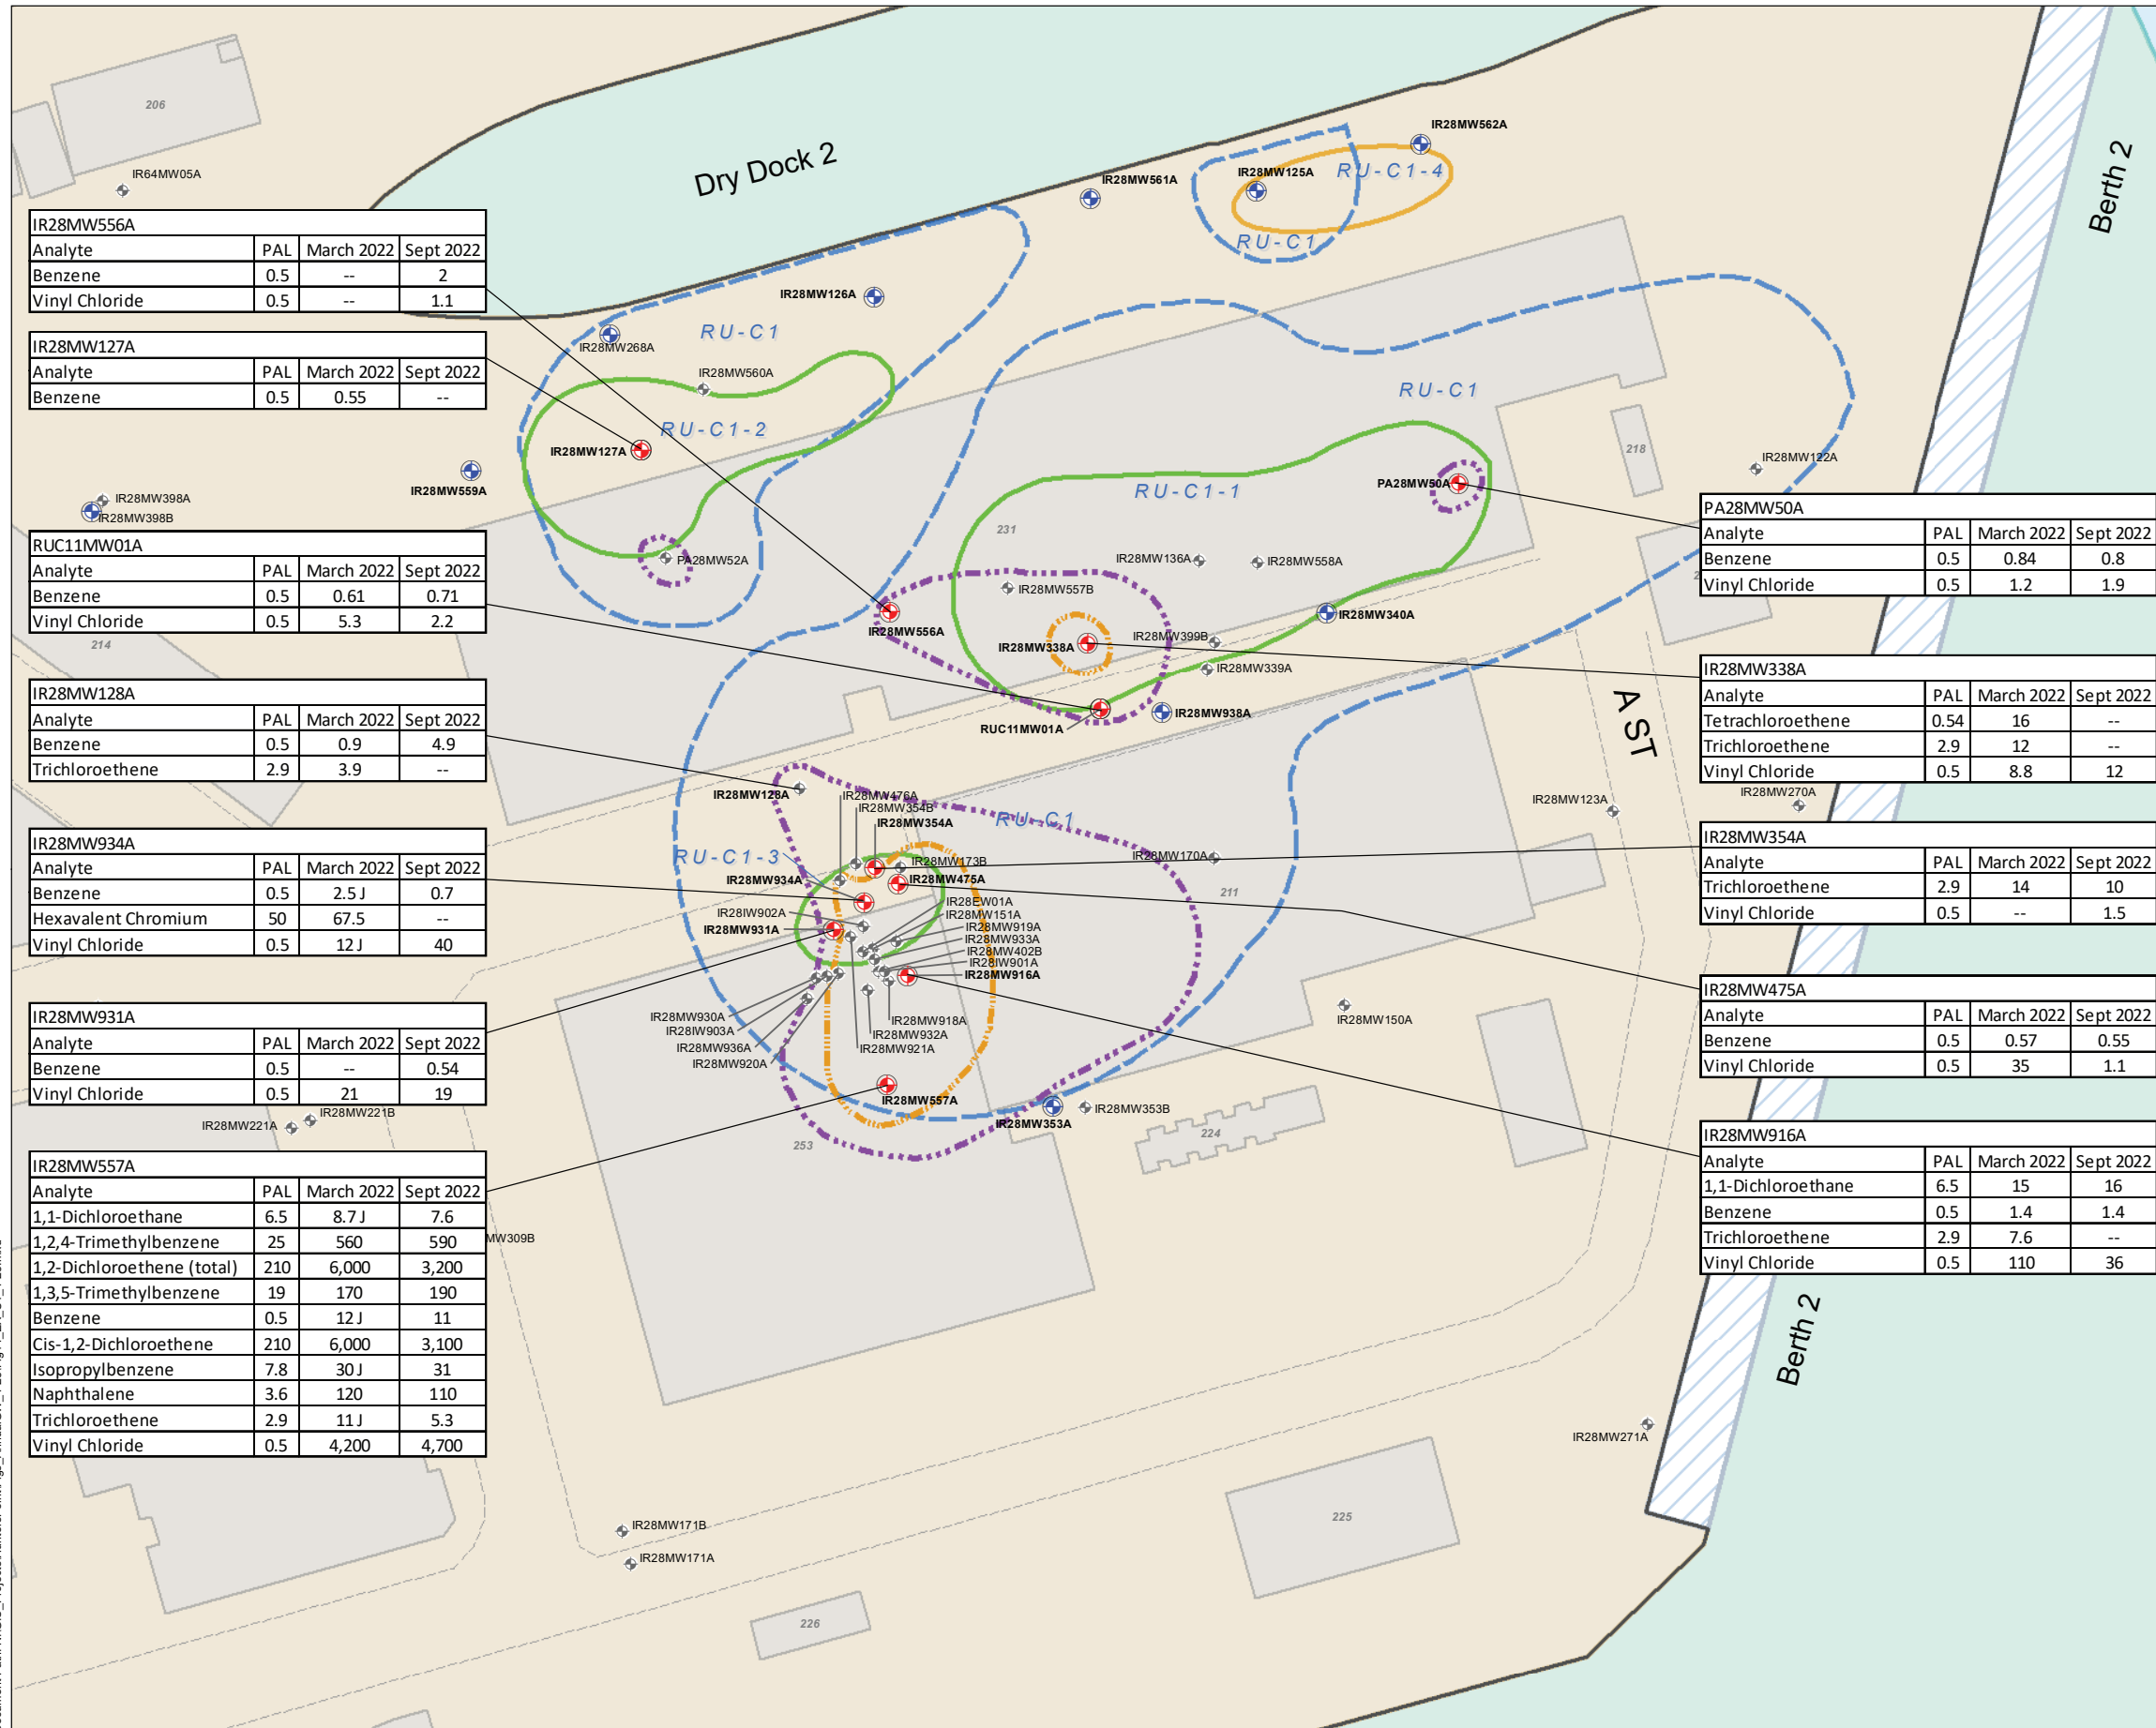 206
IR64MW05A
Dry Dock 2
IR28MW562A
IR28MW561A
IR28MW125A
RU-C1-4
RU-C1
Berth 2
IR28MW556A
Analyte PAL March 2022 Sept 2022
Benzene 0.5 -- 2
Vinyl Chloride 0.5 -- 1.1
IR28MW126A
IR28MW268A
RU-C1
IR28MW560A
RU-C1-2
IR28MW127A
Analyte PAL March 2022 Sept 2022
Benzene 0.5 0.55 --
IR28MW127A
IR28MW559A
IR28MW398A
IR28MW398B
RU-C1
218
IR28MW122A
RU-C1-1
PA28MW50A
231
IR28MW136A
IR28MW558A
IR28MW557B
PA28MW52A
IR28MW556A
IR28MW340A
IR28MW399B
IR28MW338A
IR28MW339A
IR28MW938A
RUC11MW01A
PA28MW50A
Analyte PAL March 2022 Sept 2022
Benzene 0.5 0.84 0.8
Vinyl Chloride 0.5 1.2 1.9
RUC11MW01A
Analyte PAL March 2022 Sept 2022
Benzene 0.5 0.61 0.71
Vinyl Chloride 0.5 5.3 2.2
214
IR28MW338A
Analyte PAL March 2022 Sept 2022
Tetrachloroethene 0.54 16 --
Trichloroethene 2.9 12 --
Vinyl Chloride 0.5 8.8 12
A ST
IR28MW128A
Analyte PAL March 2022 Sept 2022
Benzene 0.5 0.9 4.9
Trichloroethene 2.9 3.9 --
IR28MW128A
IR28MW476A
IR28MW354B
IR28MW354A
RU-C1
IR28MW123A
IR28MW270A
RU-C1-3
IR28MW173B
IR28MW170A
IR28MW934A
IR28MW475A
211
IR28MW354A
Analyte PAL March 2022 Sept 2022
Trichloroethene 2.9 14 10
Vinyl Chloride 0.5 -- 1.5
IR28MW934A
Analyte PAL March 2022 Sept 2022
Benzene 0.5 2.5 J 0.7
Hexavalent Chromium 50 67.5 --
Vinyl Chloride 0.5 12 J 40
IR28IW902A
IR28MW931A
IR28EW01A
IR28MW151A
IR28MW919A
IR28MW933A
IR28MW402B
IR28IW901A
IR28MW916A
IR28MW930A
IR28IW903A
IR28MW936A
IR28MW920A
IR28MW918A
IR28MW932A
IR28MW921A
IR28MW150A
IR28MW475A
Analyte PAL March 2022 Sept 2022
Benzene 0.5 0.57 0.55
Vinyl Chloride 0.5 35 1.1
IR28MW931A
Analyte PAL March 2022 Sept 2022
Benzene 0.5 -- 0.54
Vinyl Chloride 0.5 21 19
IR28MW221B
IR28MW221A
IR28MW557A
IR28MW353B
IR28MW353A
253
224
IR28MW916A
Analyte PAL March 2022 Sept 2022
1,1-Dichloroethane 6.5 15 16
Benzene 0.5 1.4 1.4
Trichloroethene 2.9 7.6 --
Vinyl Chloride 0.5 110 36
IR28MW557A
Analyte PAL March 2022 Sept 2022
1,1-Dichloroethane 6.5 8.7 J 7.6
1,2,4-Trimethylbenzene 25 560 590
1,2-Dichloroethene (total) 210 6,000 3,200
1,3,5-Trimethylbenzene 19 170 190
Benzene 0.5 12 J 11
Cis-1,2-Dichloroethene 210 6,000 3,100
Isopropylbenzene 7.8 30 J 31
Naphthalene 3.6 120 110
Trichloroethene 2.9 11 J 5.3
Vinyl Chloride 0.5 4,200 4,700
MW309B
Berth 2
IR28MW271A
225
IR28MW171B
IR28MW171A
226